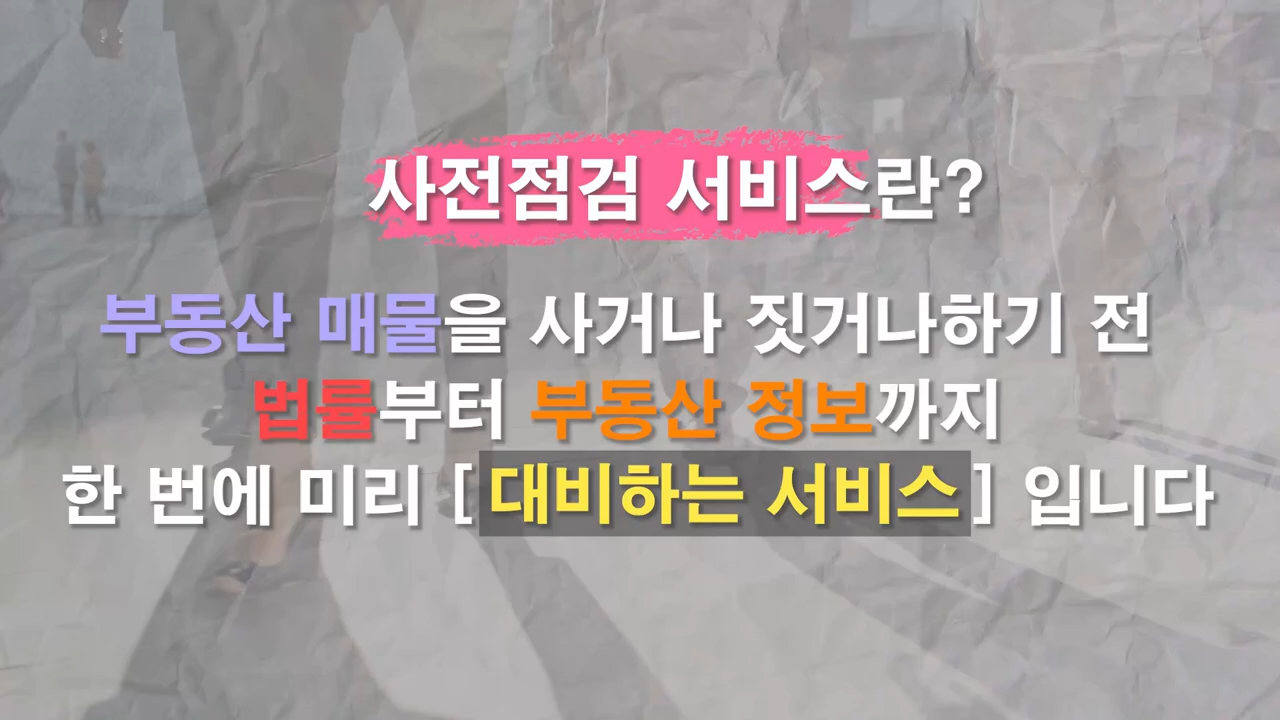 사전점검 서비스란?
부동산 매물을 사거나 짓거나하기 전
법률부터 부동산 정보까지
한 번에 미리 [대비하는 서비스] 입니다